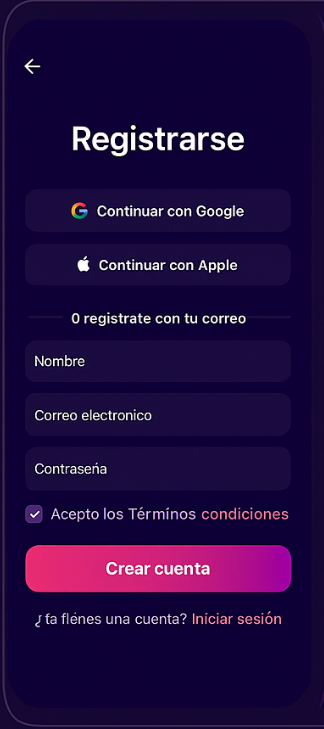 Registrarse
Continuar con Google
Continuar con Apple
0 registrate con tu correo
Nombre
Correo electronico
Contraseña
Acepto los Términos condiciones
Crear cuenta
¿ta flenes una cuenta? Iniciar sesión